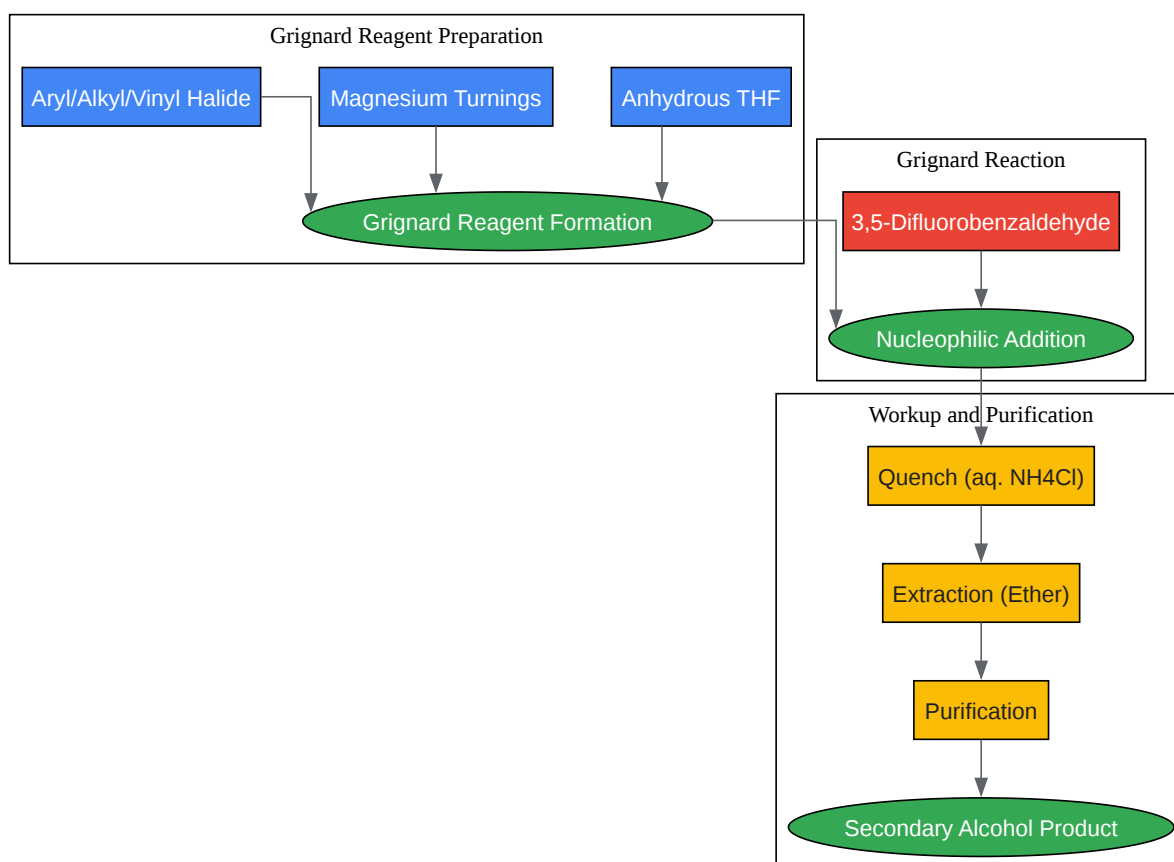 Grignard Reagent Preparation
Aryl/Alkyl/Vinyl Halide
Magnesium Turnings
Anhydrous THF
Grignard Reagent Formation
Grignard Reaction
3,5-Difluorobenzaldehyde
Nucleophilic Addition
Workup and Purification
Quench (aq. NH4Cl)
Extraction (Ether)
Purification
Secondary Alcohol Product